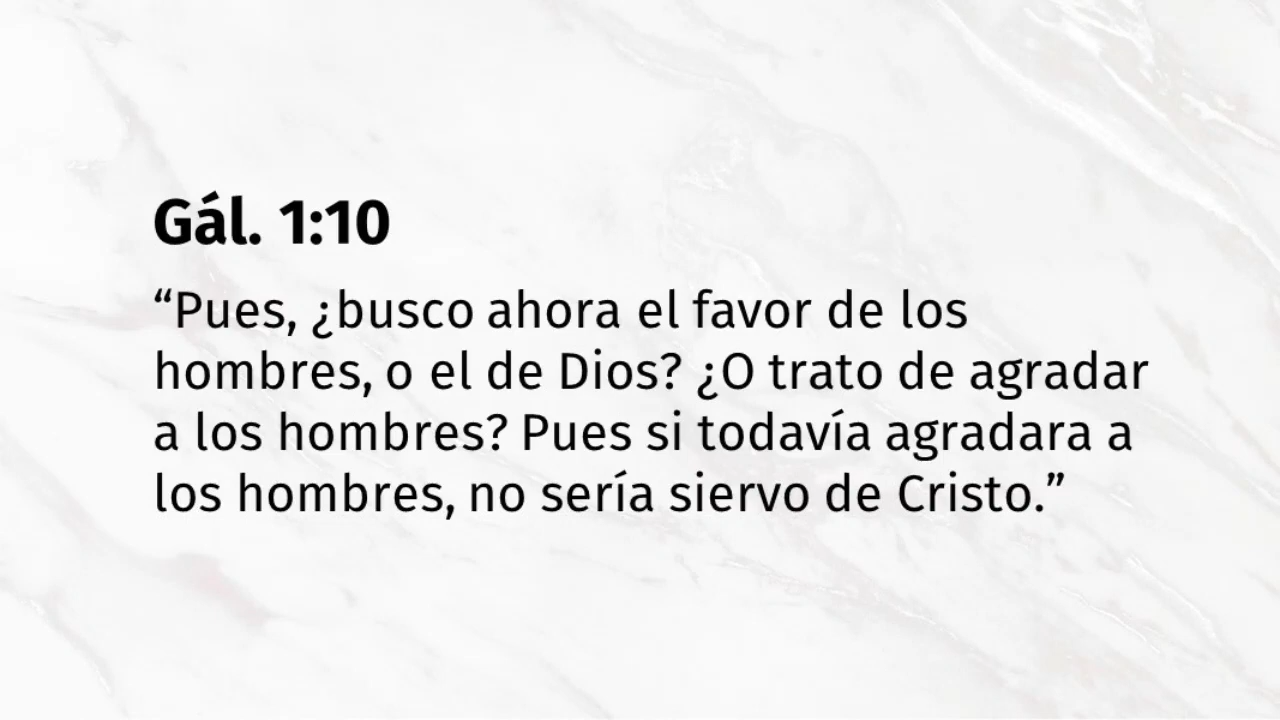 Gál. 1:10
“Pues, ¿busco ahora el favor de los
hombres, o el de Dios? ¿O trato de agradar
a los hombres? Pues si todavía agradara a
los hombres, no sería siervo de Cristo.”